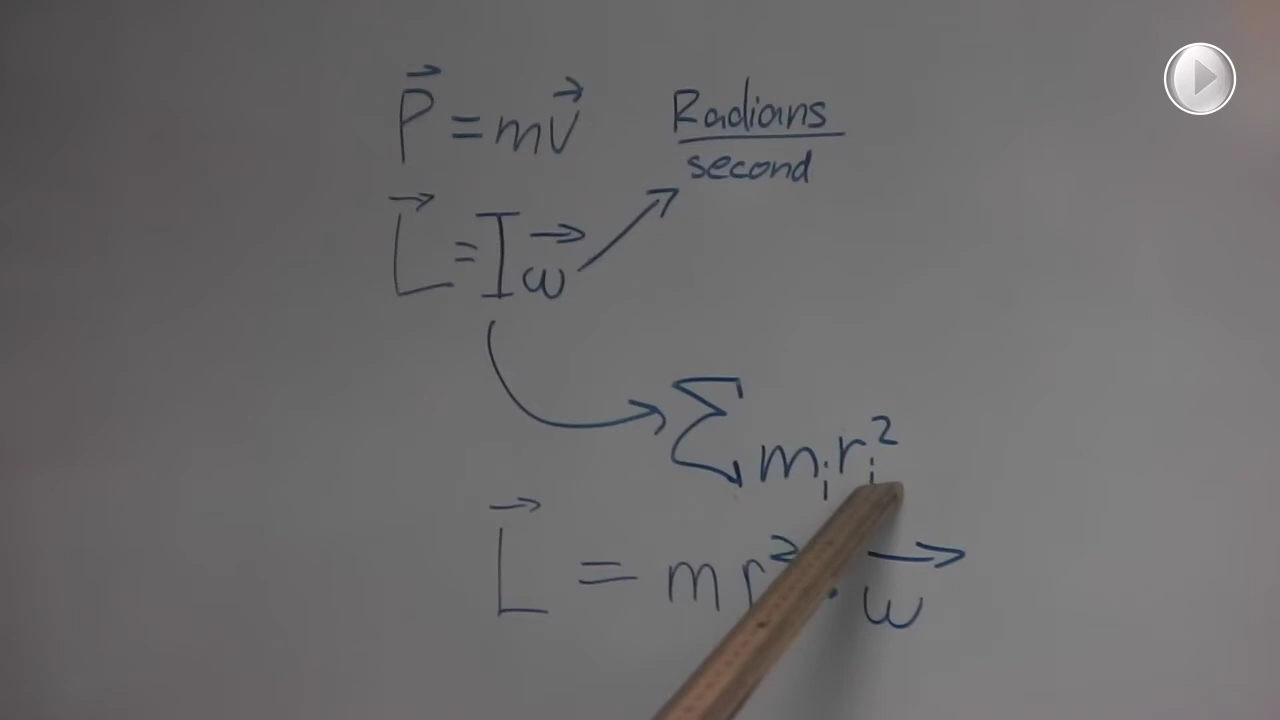 P⃗ = mv⃗
Radians
second
L⃗ = Iω⃗
∑ mᵢrᵢ²
L⃗ = mr² · ω⃗